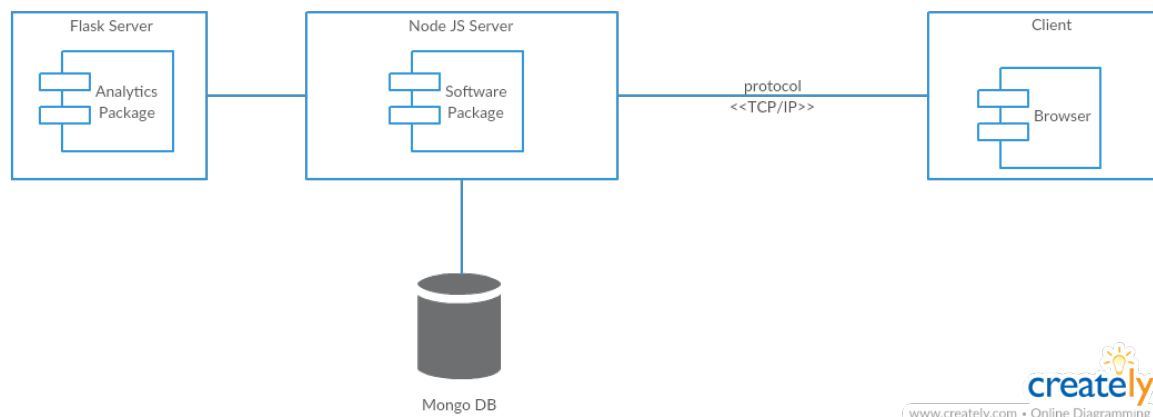 Flask Server
Node JS Server
Client
Analytics
Package
Software
Package
protocol
<<TCP/IP>>
Browser
Mongo DB
creately
www.creately.com • Online Diagramming